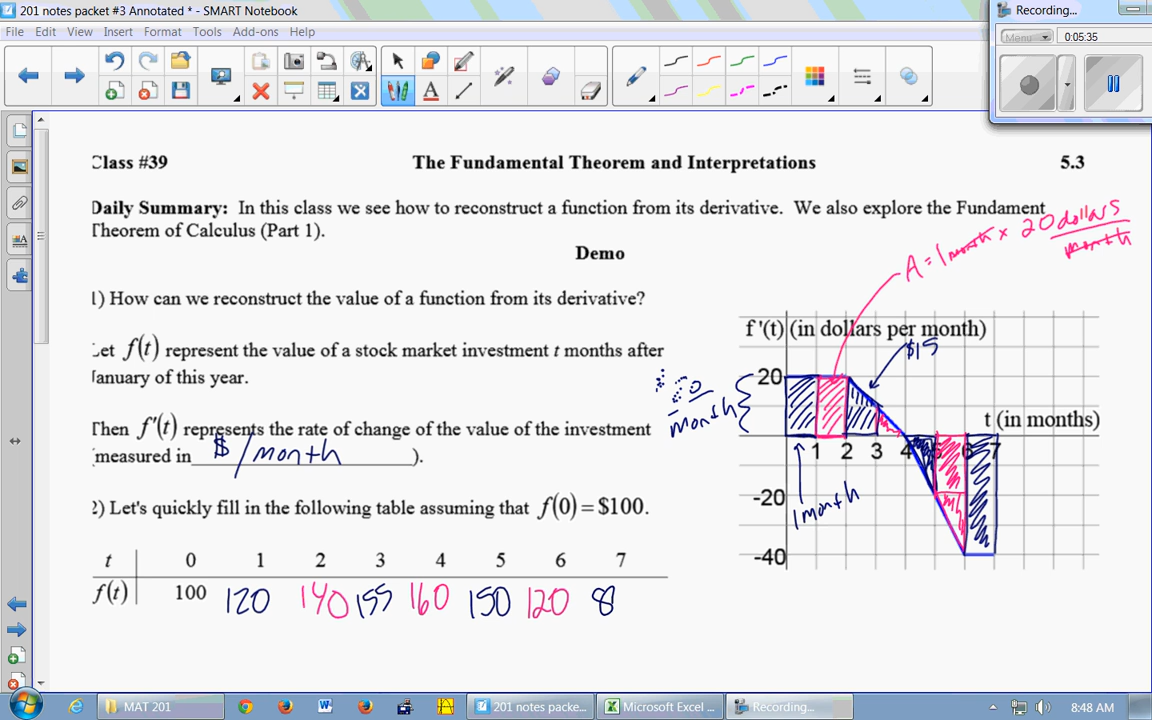 201 notes packet #3 Annotated * - SMART Notebook
Recording...
File Edit View Insert Format Tools Add-ons Help
Menu
0:05:35
Class #39 The Fundamental Theorem and Interpretations 5.3
Daily Summary: In this class we see how to reconstruct a function from its derivative. We also explore the Fundament
Theorem of Calculus (Part 1).
Demo
A = 1 month × 20 dollars
month
1) How can we reconstruct the value of a function from its derivative?
Let f(t) represent the value of a stock market investment t months after
January of this year.
Then f'(t) represents the rate of change of the value of the investment
measured in $/month ).
2) Let's quickly fill in the following table assuming that f(0) = $100.
t 0 1 2 3 4 5 6 7
f(t) 100 120 140 155 160 150 120 8
f '(t) (in dollars per month)
$15
20
month
t (in months)
1 2 3 4 5 6 7
-20
1 month
-40
MAT 201
201 notes packe...
Microsoft Excel ...
Recording...
8:48 AM